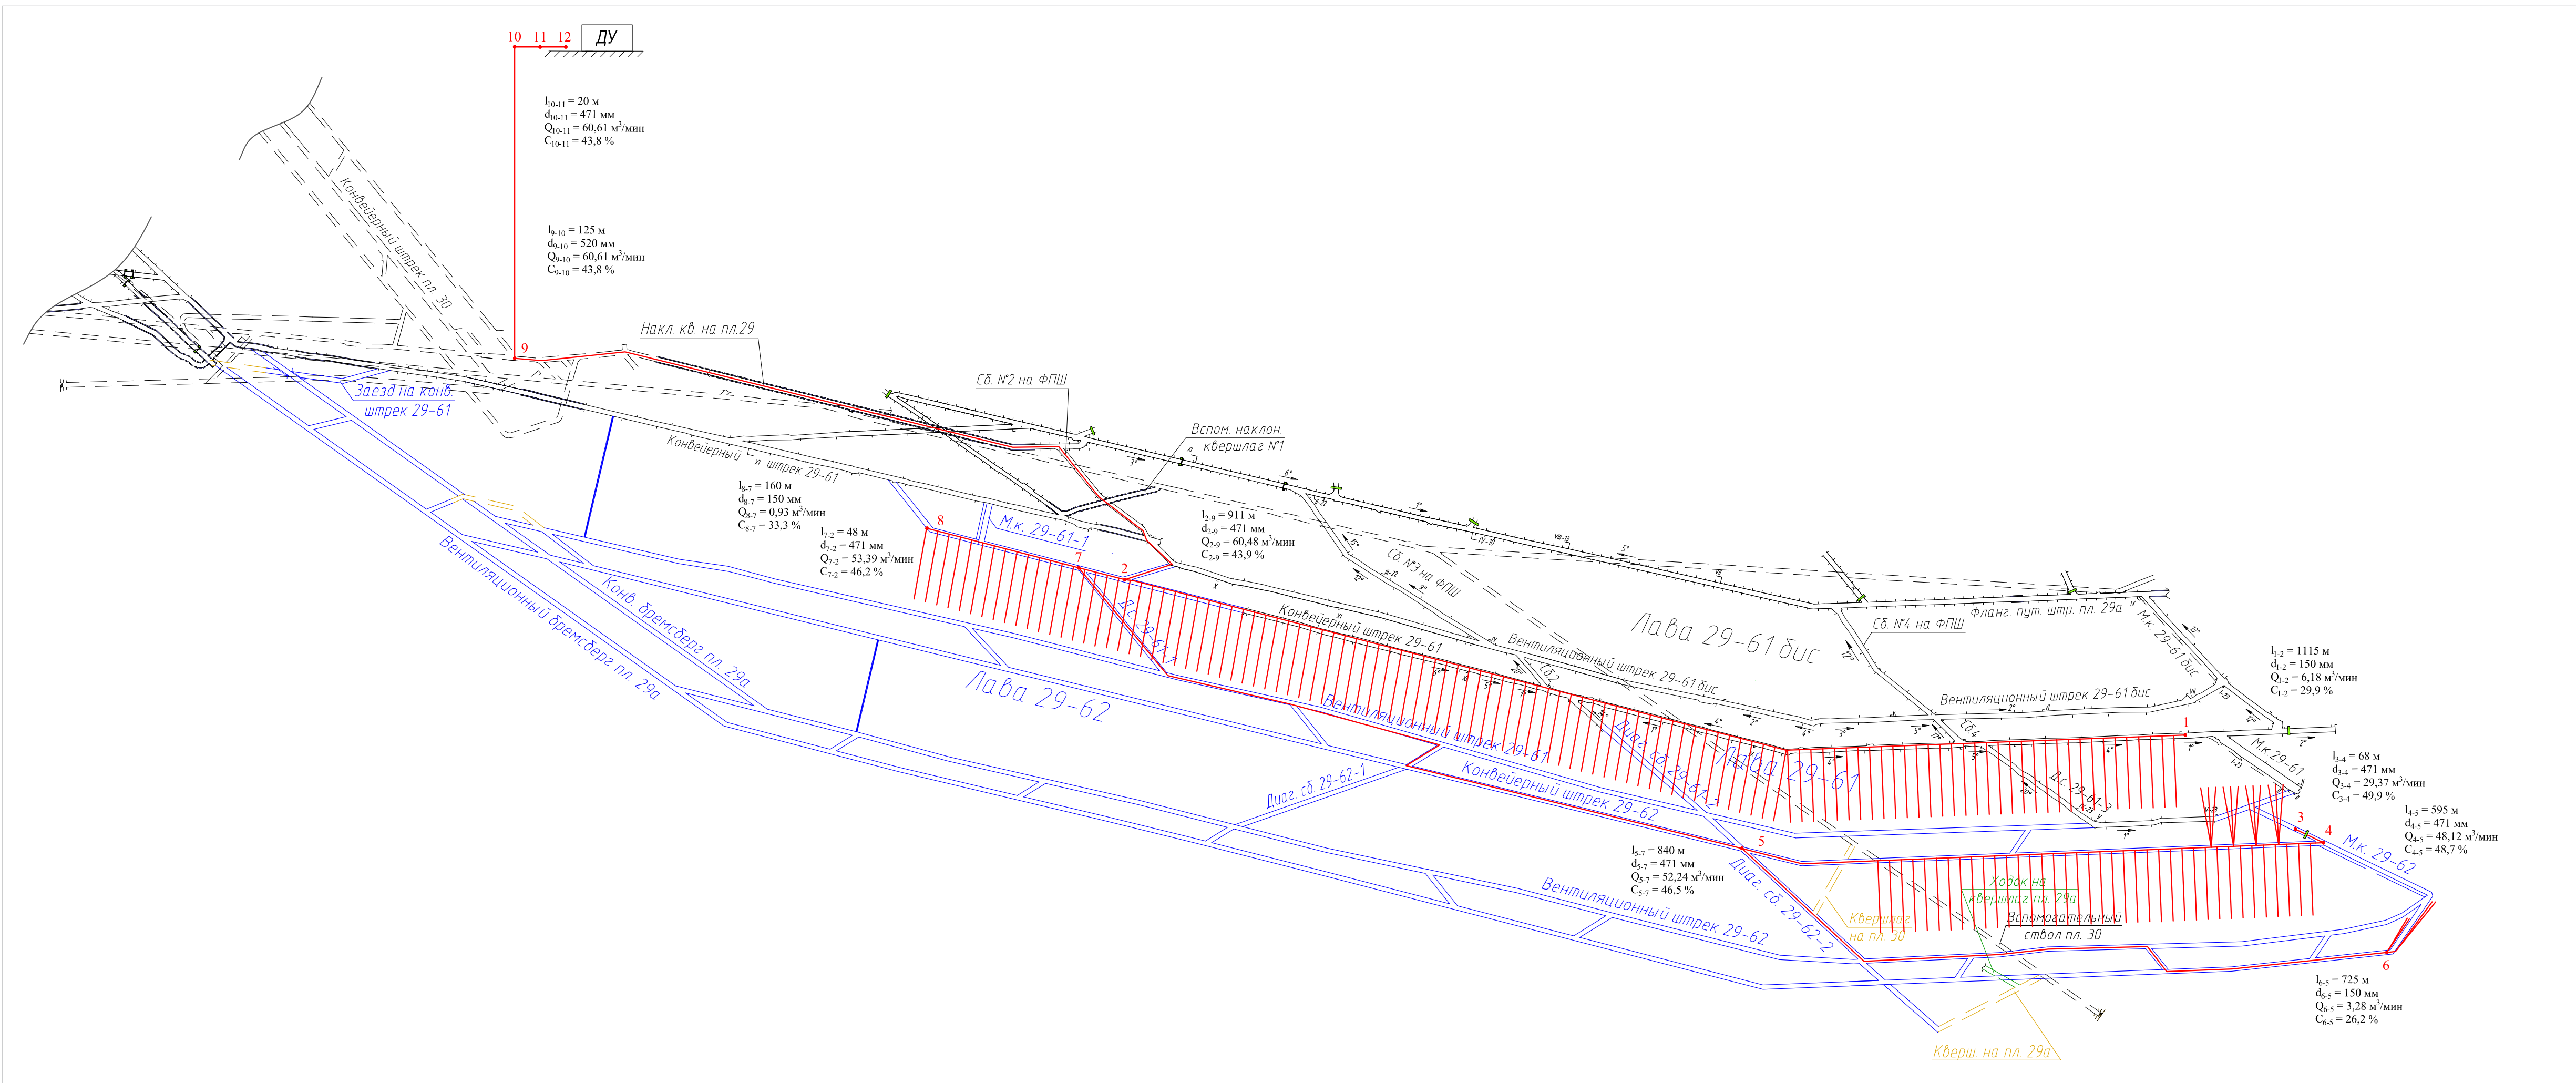 10 11 12
ДУ
l10-11 = 20 м
d10-11 = 471 мм
Q10-11 = 60,61 м³/мин
C10-11 = 43,8 %
l9-10 = 125 м
d9-10 = 520 мм
Q9-10 = 60,61 м³/мин
C9-10 = 43,8 %
Конвейерный штрек пл. 30
9
Накл. кв. на пл.29
Заезд на конв.
штрек 29-61
Сб. №2 на ФПШ
Вспом. наклон.
квершлаг №1
Конвейерный штрек 29-61
l8-7 = 160 м
d8-7 = 150 мм
Q8-7 = 0,93 м³/мин
C8-7 = 33,3 %
l7-2 = 48 м
d7-2 = 471 мм
Q7-2 = 53,39 м³/мин
C7-2 = 46,2 %
8
М.к. 29-61-1
7
2
l2-9 = 911 м
d2-9 = 471 мм
Q2-9 = 60,48 м³/мин
C2-9 = 43,9 %
Сб. №3 на ФПШ
Д.с. 29-61-1
Конвейерный штрек 29-61
Вентиляционный бремсберг пл. 29а
Конв. бремсберг пл. 29а
Лава 29-62
Вентиляционный штрек 29-61 бис
Лава 29-61 бис
Сб. №4 на ФПШ
Фланг. пут. штр. пл. 29а
М.к. 29-61 бис
Вентиляционный штрек 29-61 бис
Сб.2
Сб.4
1
l1-2 = 1115 м
d1-2 = 150 мм
Q1-2 = 6,18 м³/мин
C1-2 = 29,9 %
Вентиляционный штрек 29-61
Диаг. сб. 29-61-2
Лава 29-61
Д.с. 29-61-3
М.к. 29-61
l3-4 = 68 м
d3-4 = 471 мм
Q3-4 = 29,37 м³/мин
C3-4 = 49,9 %
3
4
l4-5 = 595 м
d4-5 = 471 мм
Q4-5 = 48,12 м³/мин
C4-5 = 48,7 %
М.к. 29-62
Диаг. сб. 29-62-1
Конвейерный штрек 29-62
5
l5-7 = 840 м
d5-7 = 471 мм
Q5-7 = 52,24 м³/мин
C5-7 = 46,5 %
Диаг. сб. 29-62-2
Вентиляционный штрек 29-62
Квершлаг
на пл. 30
Ходок на
квершлаг пл. 29а
Вспомогательный
ствол пл. 30
6
l6-5 = 725 м
d6-5 = 150 мм
Q6-5 = 3,28 м³/мин
C6-5 = 26,2 %
Кверш. на пл. 29а